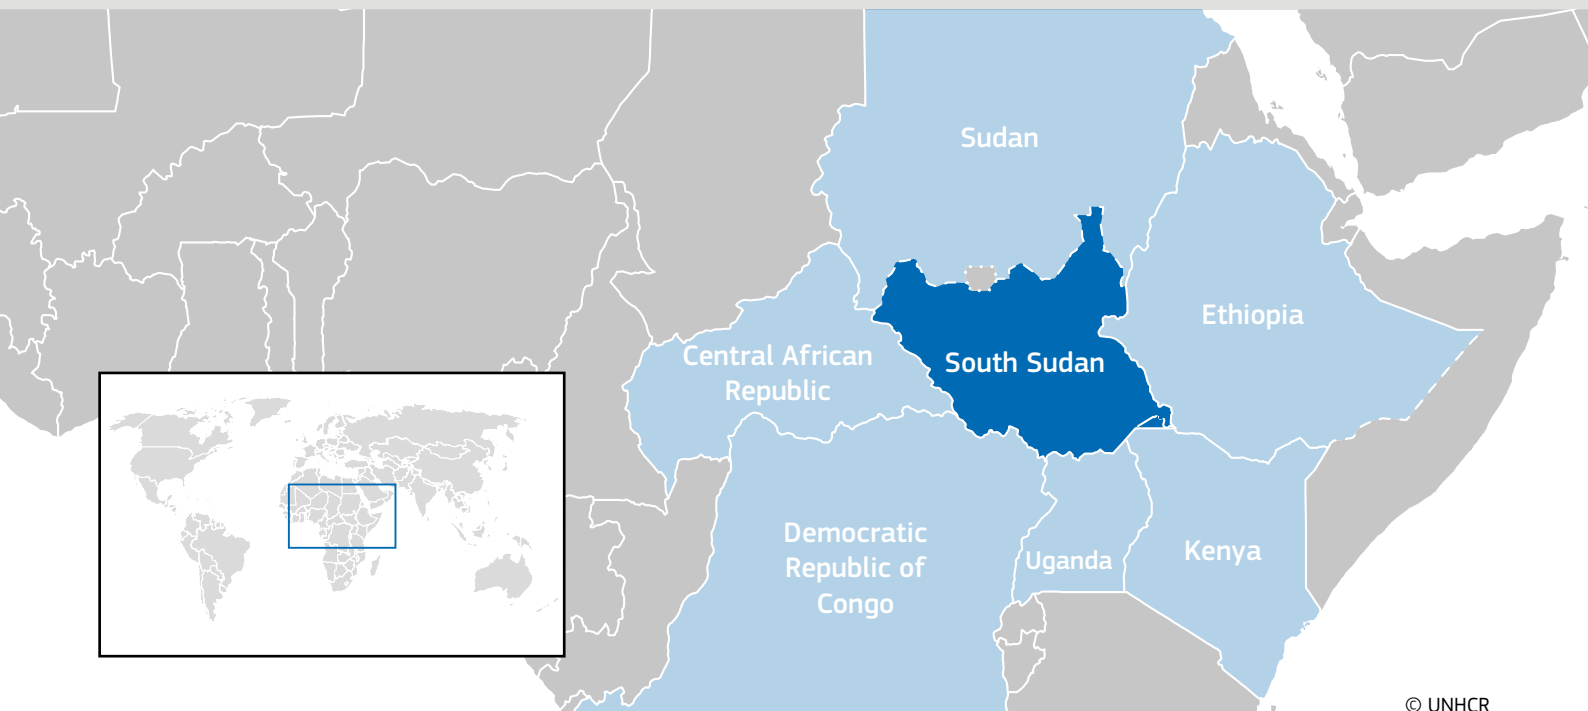 Sudan
Ethiopia
Central African
Republic
South Sudan
Democratic
Republic of
Congo
Uganda
Kenya
© UNHCR